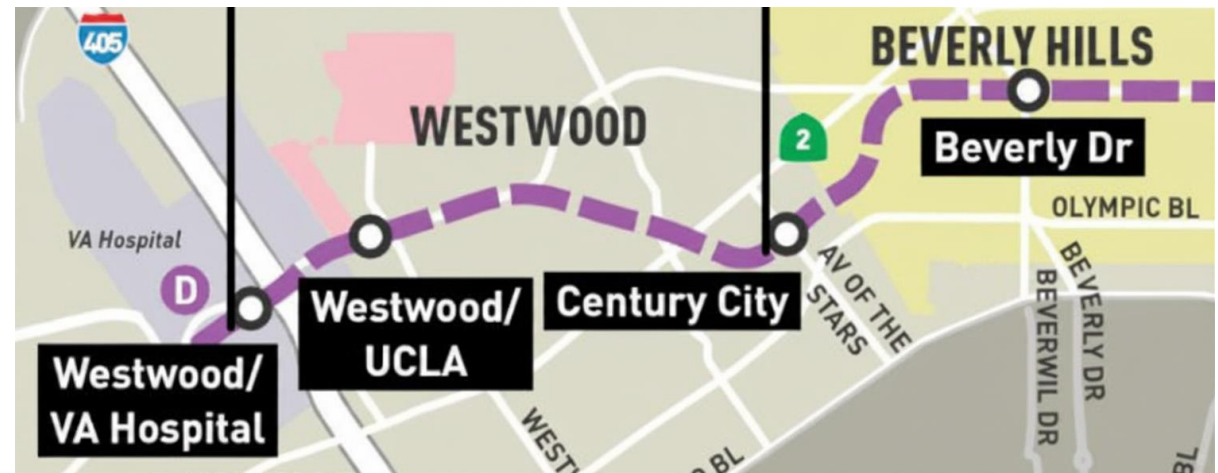 405
BEVERLY HILLS
WESTWOOD
2
Beverly Dr
OLYMPIC BL
VA Hospital
D
Westwood/
UCLA
Century City
AV OF THE
STARS
BEVERLY DR
BEVERWIL DR
Westwood/
VA Hospital
BL